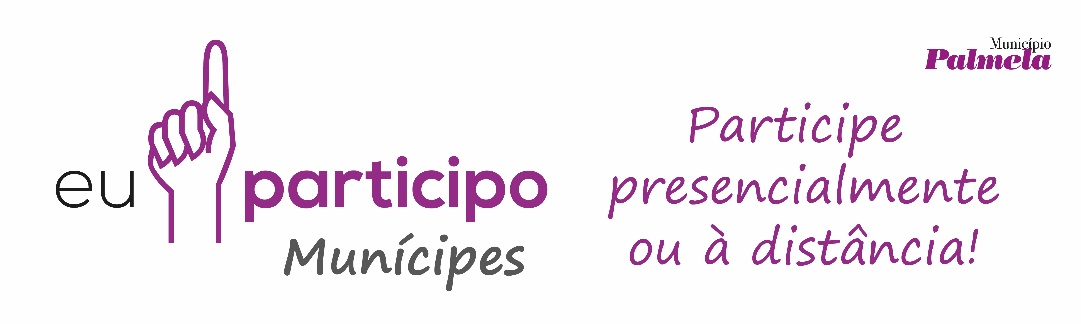 eu participo
Munícipes
Município
Palmela
Participe
presencialmente
ou à distância!